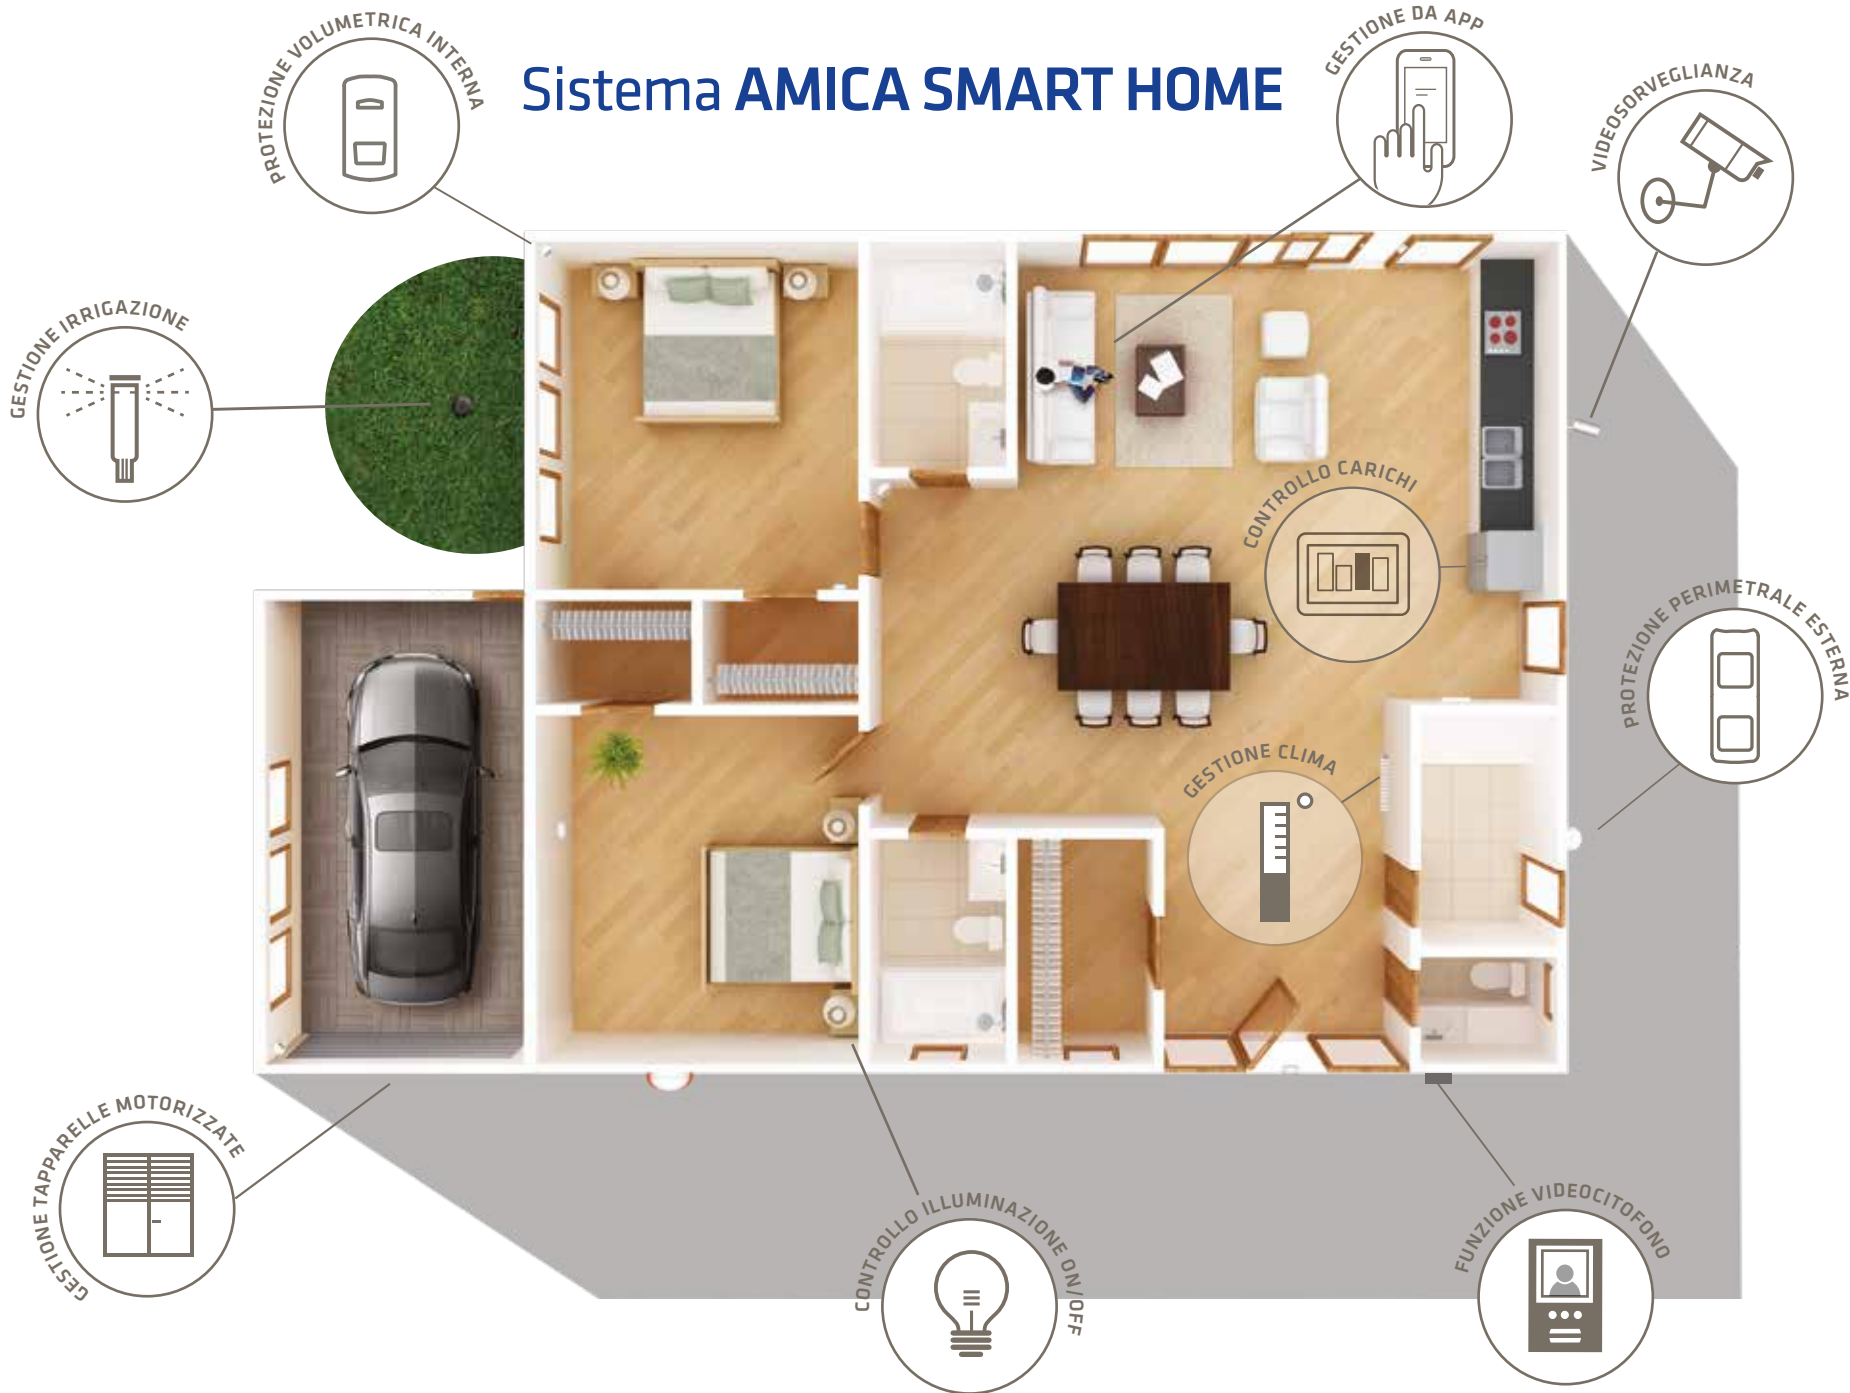 GESTIONE DA APP
PROTEZIONE VOLUMETRICA INTERNA
Sistema AMICA SMART HOME
VIDEOSORVEGLIANZA
GESTIONE IRRIGAZIONE
CONTROLLO CARICHI
PROTEZIONE PERIMETRALE ESTERNA
GESTIONE CLIMA
GESTIONE TAPPARELLE MOTORIZZATE
CONTROLLO ILLUMINAZIONE ON/OFF
FUNZIONE VIDEOCITOFONO